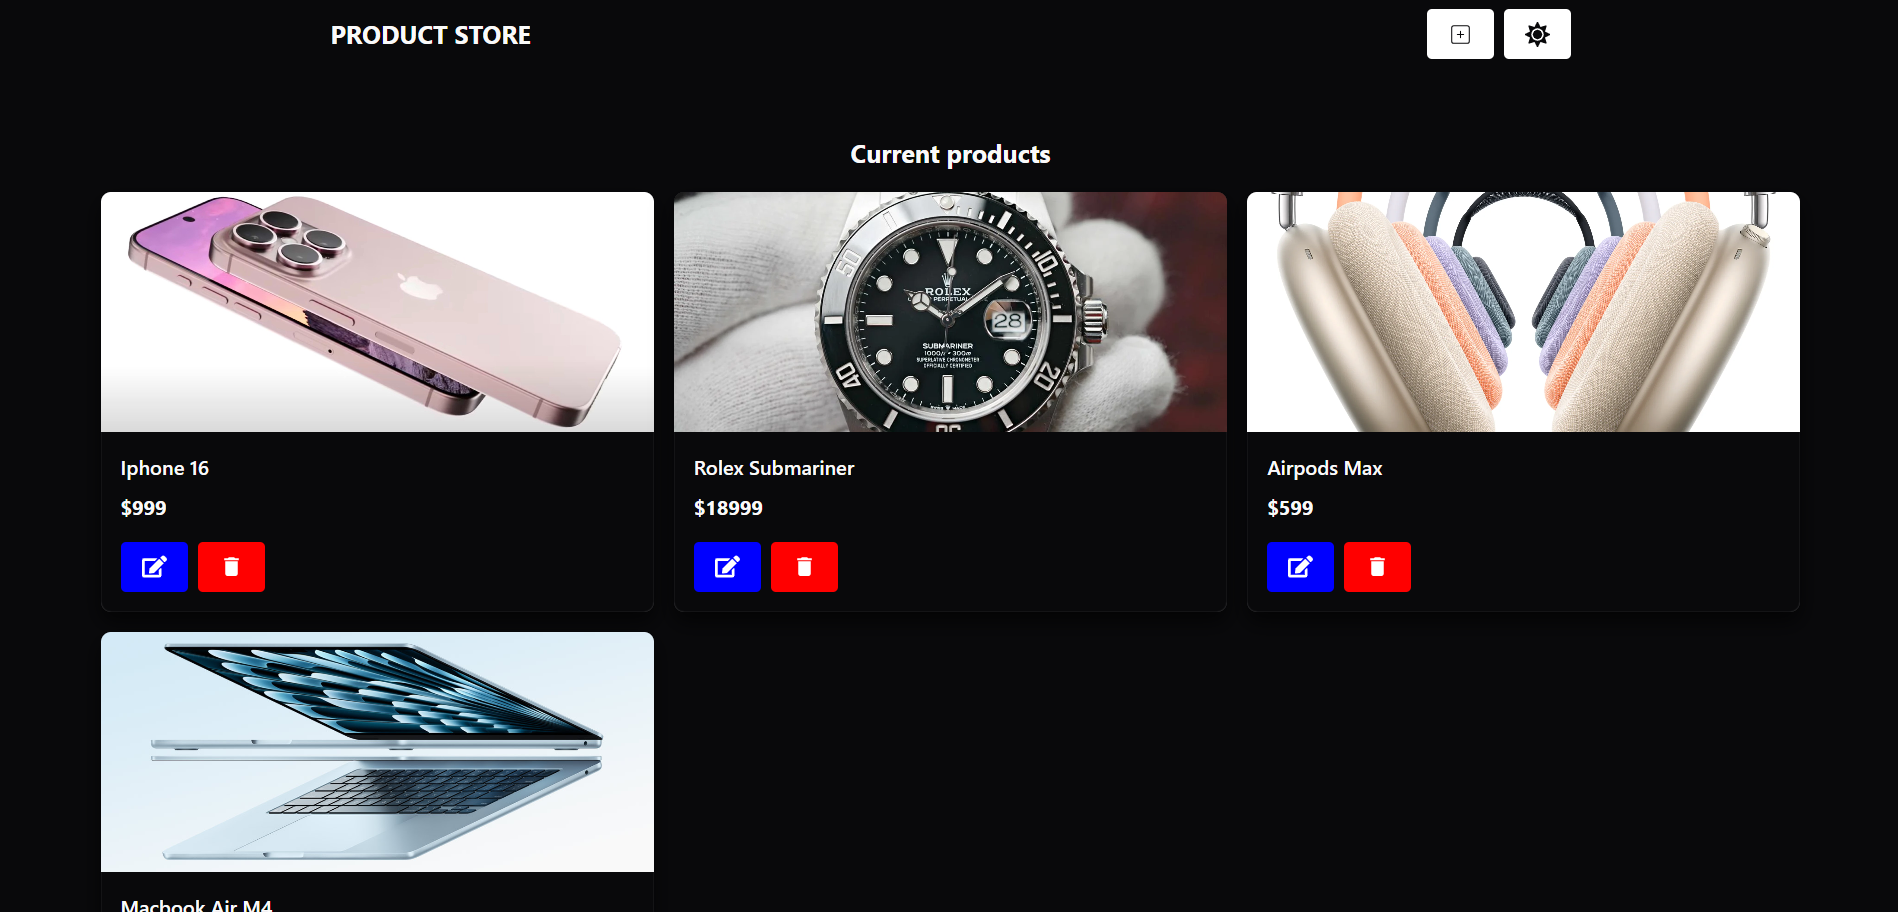 PRODUCT STORE
Current products
50
10
ROLEX
PERPETUAL
28
SUBMARINER
1000ft = 300m
SUPERLATIVE CHRONOMETER
OFFICIALLY CERTIFIED
40
20
30
Iphone 16
Rolex Submariner
Airpods Max
$999
$18999
$599
Macbook Air M4